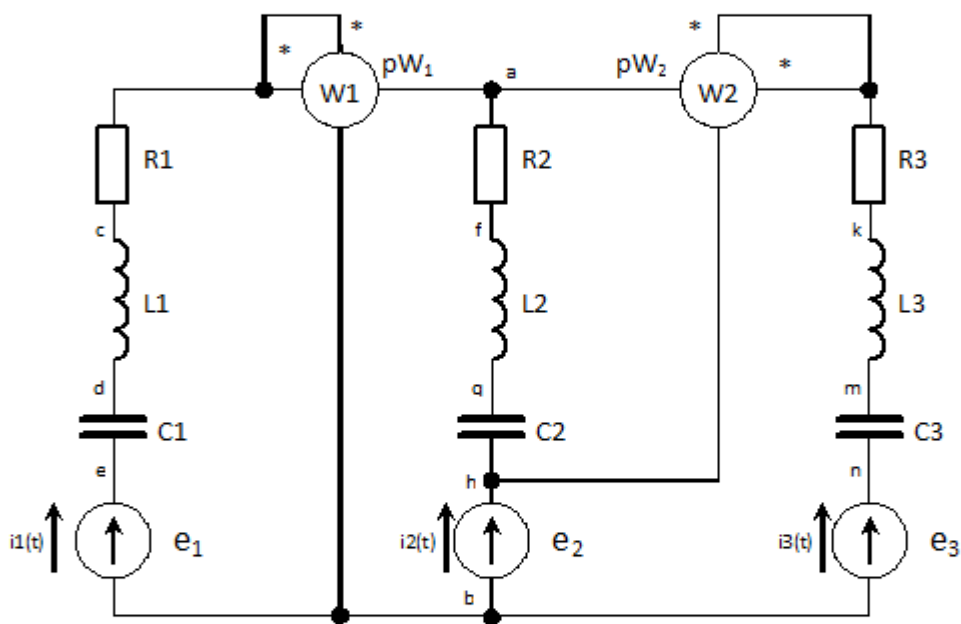 *
*
pW₁
W1
a
pW₂
*
*
W2
R1
R2
R3
c
f
k
L1
L2
L3
d
q
m
C1
C2
C3
e
h
n
i1(t)
e₁
i2(t)
e₂
i3(t)
e₃
b